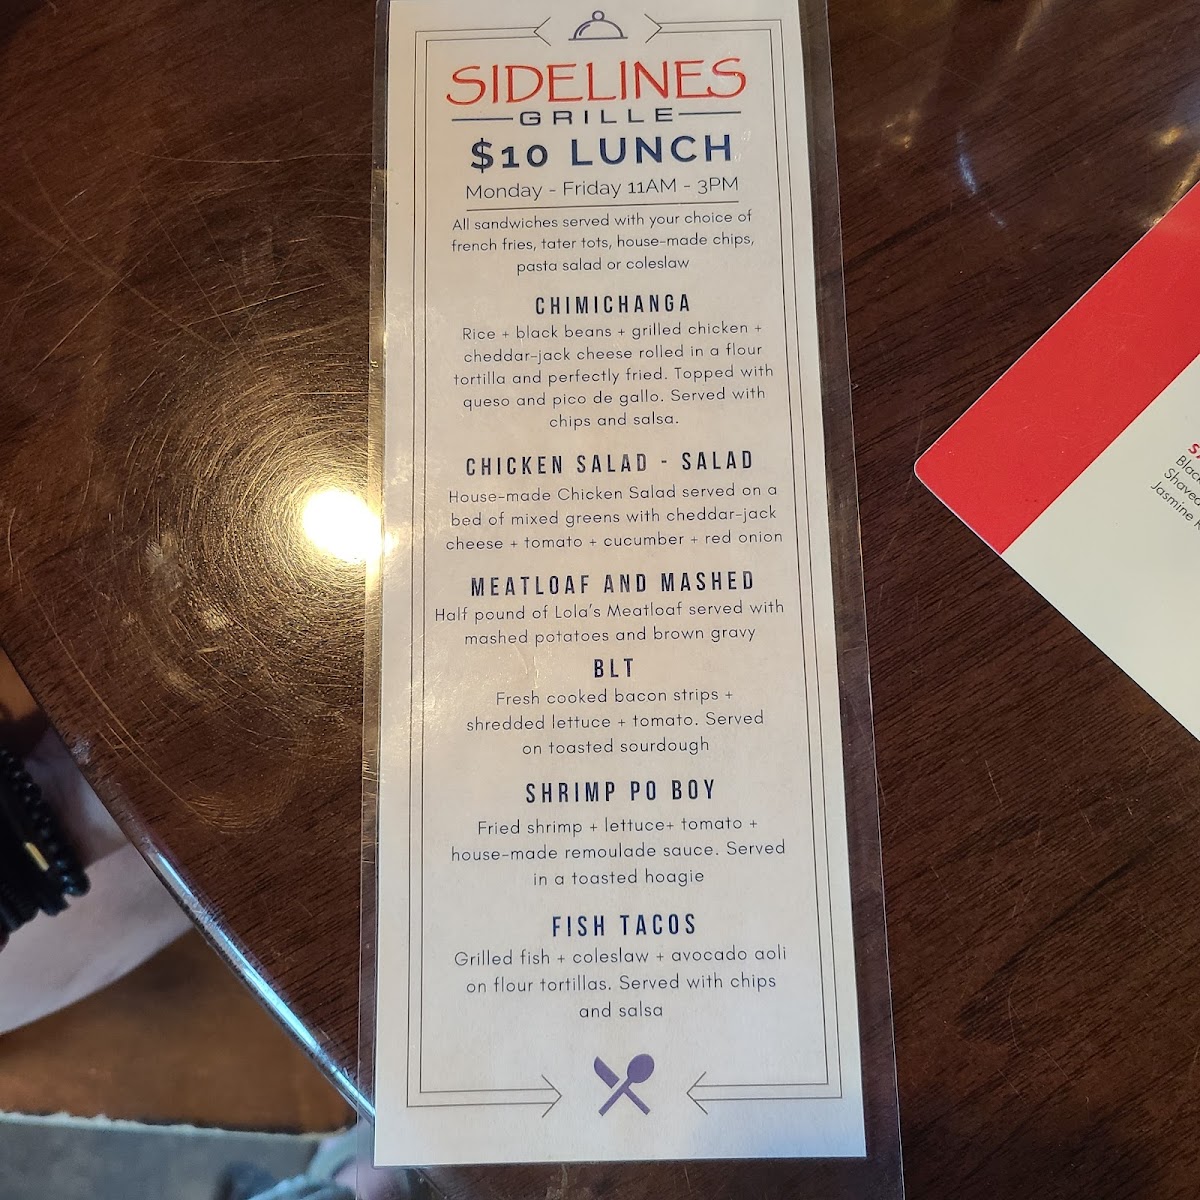 SIDELINES
GRILLE
$10 LUNCH
Monday - Friday 11AM - 3PM
All sandwiches served with your choice of
french fries, tater tots, house-made chips,
pasta salad or coleslaw
CHIMICHANGA
Rice + black beans + grilled chicken +
cheddar-jack cheese rolled in a flour
tortilla and perfectly fried. Topped with
queso and pico de gallo. Served with
chips and salsa.
CHICKEN SALAD - SALAD
House-made Chicken Salad served on a
bed of mixed greens with cheddar-jack
cheese + tomato + cucumber + red onion
MEATLOAF AND MASHED
Half pound of Lola's Meatloaf served with
mashed potatoes and brown gravy
BLT
Fresh cooked bacon strips +
shredded lettuce + tomato. Served
on toasted sourdough
SHRIMP PO BOY
Fried shrimp + lettuce+ tomato +
house-made remoulade sauce. Served
in a toasted hoagie
FISH TACOS
Grilled fish + coleslaw + avocado aoli
on flour tortillas. Served with chips
and salsa
Shaved
Jasmine